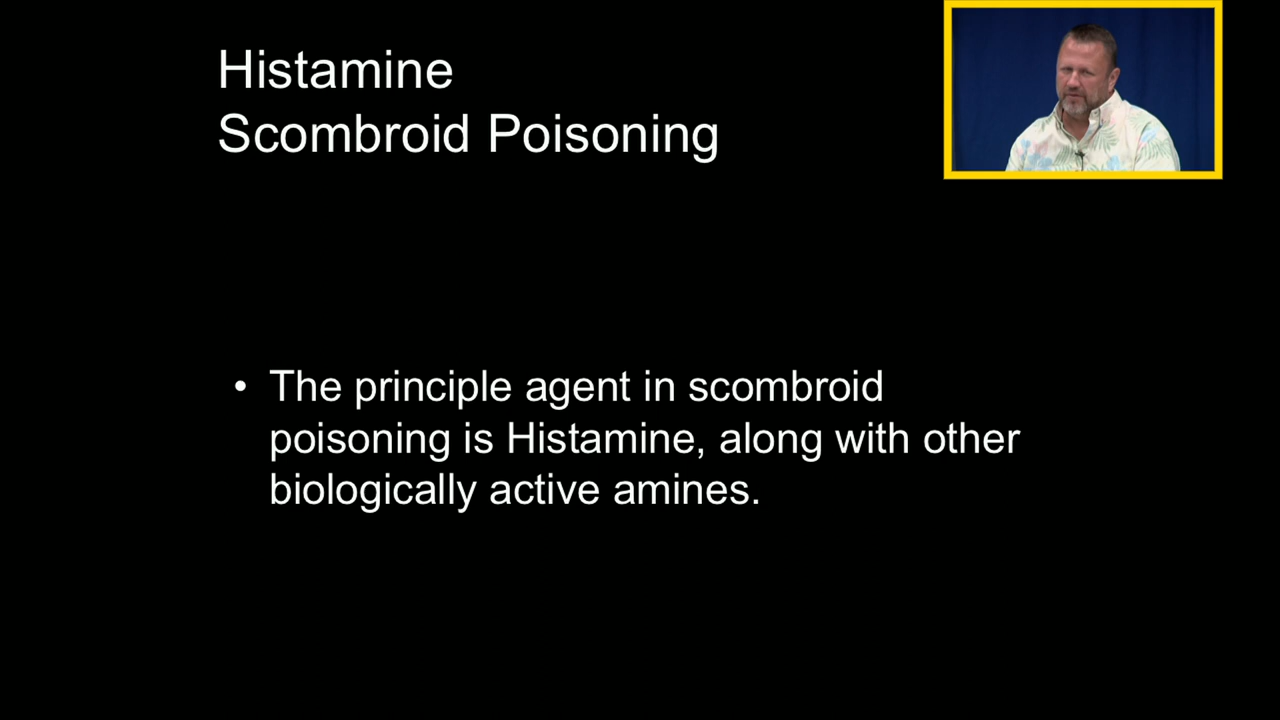 Histamine
Scombroid Poisoning
• The principle agent in scombroid
poisoning is Histamine, along with other
biologically active amines.